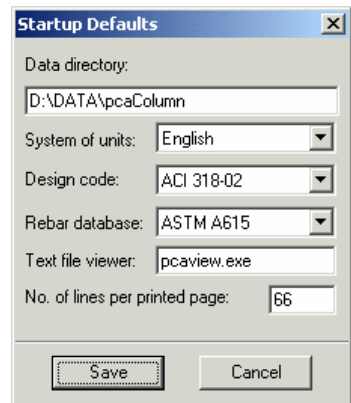 Startup Defaults
Data directory:
D:\DATA\pcaColumn
System of units: English
Design code: ACI 318-02
Rebar database: ASTM A615
Text file viewer: pcaview.exe
No. of lines per printed page: 66
Save Cancel